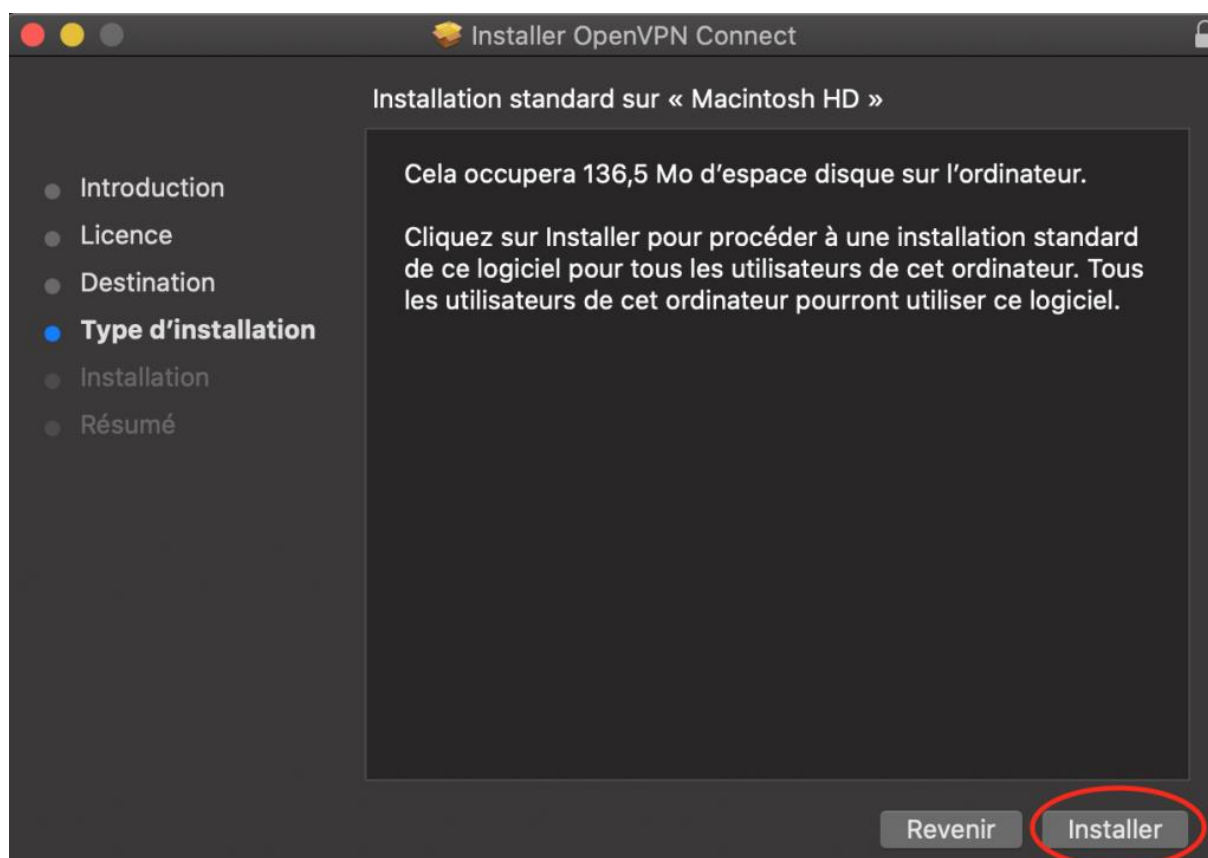 Installer OpenVPN Connect
Installation standard sur « Macintosh HD »
Introduction
Licence
Destination
Type d’installation
Installation
Résumé
Cela occupera 136,5 Mo d’espace disque sur l’ordinateur.
Cliquez sur Installer pour procéder à une installation standard
de ce logiciel pour tous les utilisateurs de cet ordinateur. Tous
les utilisateurs de cet ordinateur pourront utiliser ce logiciel.
Revenir
Installer